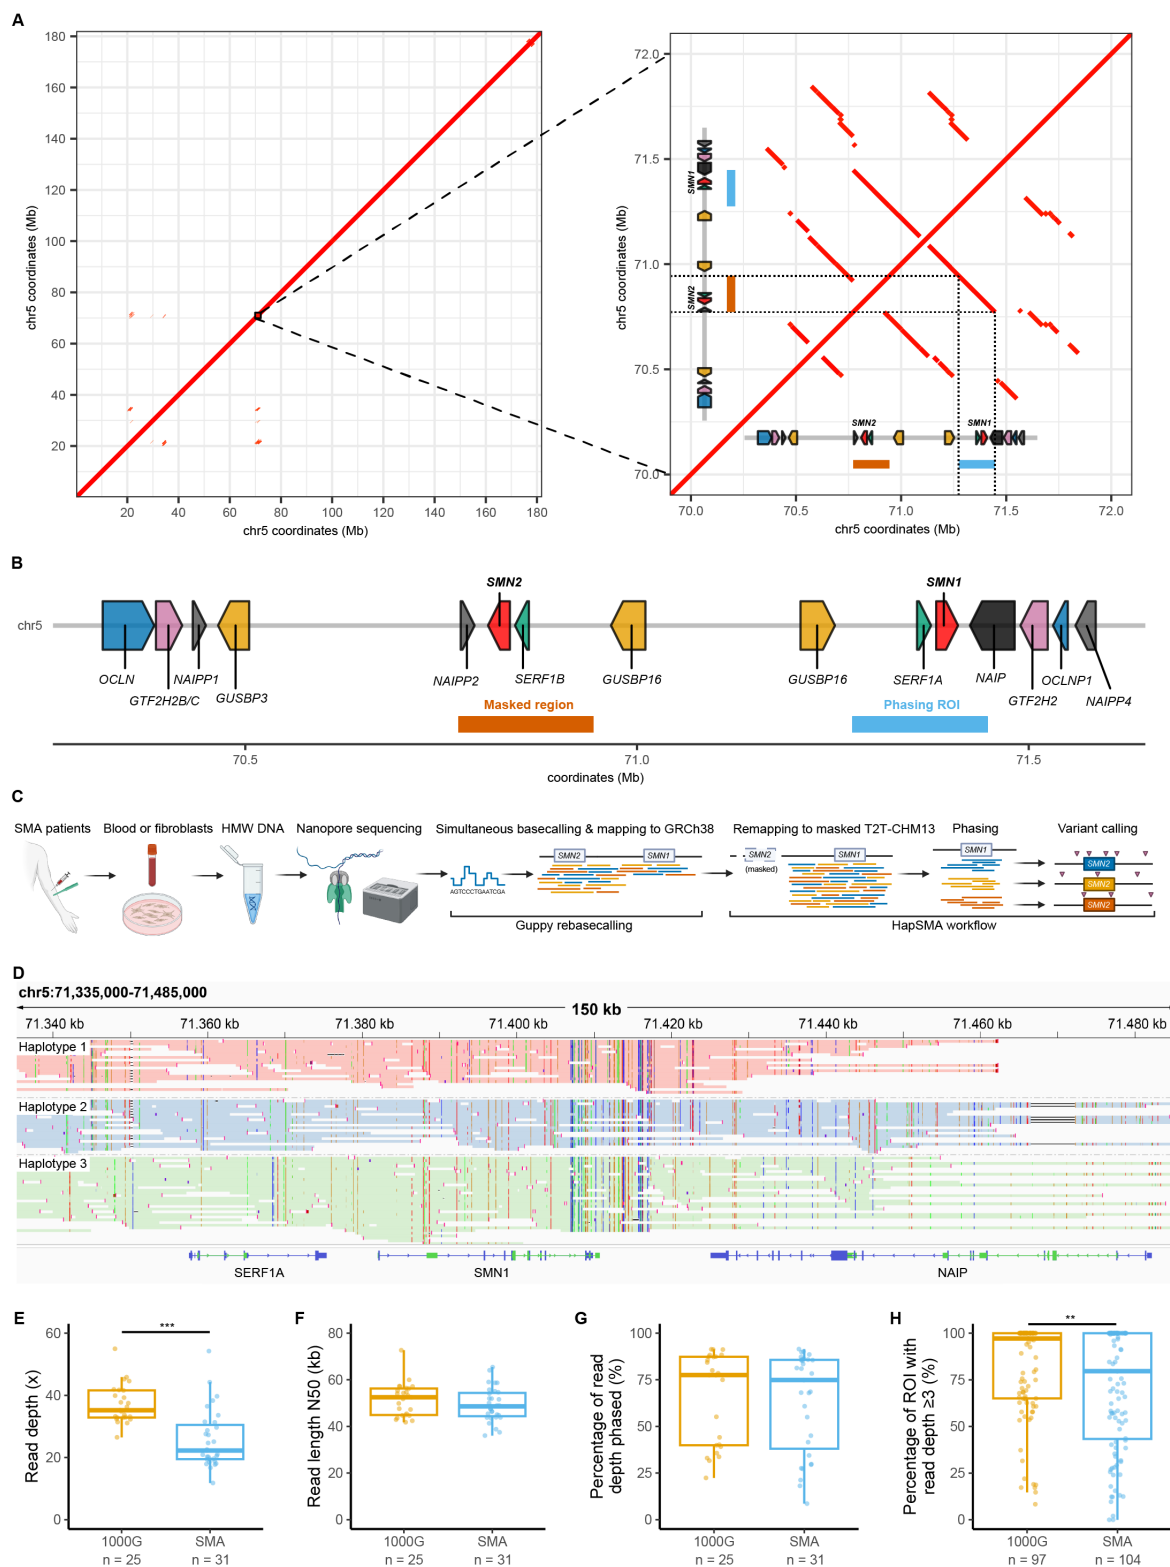 A
180
160
140
120
100
80
60
40
20
chr5 coordinates (Mb)
20 40 60 80 100 120 140 160 180
chr5 coordinates (Mb)
72.0
71.5
71.0
70.5
70.0
chr5 coordinates (Mb)
SMN1
SMN2
SMN2
SMN1
70.0 70.5 71.0 71.5 72.0
chr5 coordinates (Mb)
B
SMN2
SMN1
chr5
OCLN
GTF2H2B/C
NAIPP1
GUSBP3
NAIPP2
SERF1B
GUSBP16
GUSBP16
SERF1A
NAIP
GTF2H2
OCLNP1
NAIPP4
Masked region
Phasing ROI
70.5 71.0 71.5
coordinates (Mb)
C
SMA patients
Blood or fibroblasts
HMW DNA
Nanopore sequencing
Simultaneous basecalling & mapping to GRCh38
Remapping to masked T2T-CHM13
Phasing
Variant calling
SMN2
SMN1
SMN2
(masked)
SMN1
SMN1
AGTCCCTGAATCGA
SMN2
SMN2
SMN2
Guppy rebasecalling
HapSMA workflow
D
chr5:71,335,000-71,485,000
150 kb
71.340 kb 71.360 kb 71.380 kb 71.400 kb 71.420 kb 71.440 kb 71.460 kb 71.480 kb
Haplotype 1
Haplotype 2
Haplotype 3
SERF1A
SMN1
NAIP
E
Read depth (x)
60
40
20
0
***
1000G
n = 25
SMA
n = 31
F
Read length N50 (kb)
80
60
40
20
0
1000G
n = 25
SMA
n = 31
G
Percentage of read
depth phased (%)
100
75
50
25
0
1000G
n = 25
SMA
n = 31
H
Percentage of ROI with
read depth ≥3 (%)
100
75
50
25
0
**
1000G
n = 97
SMA
n = 104